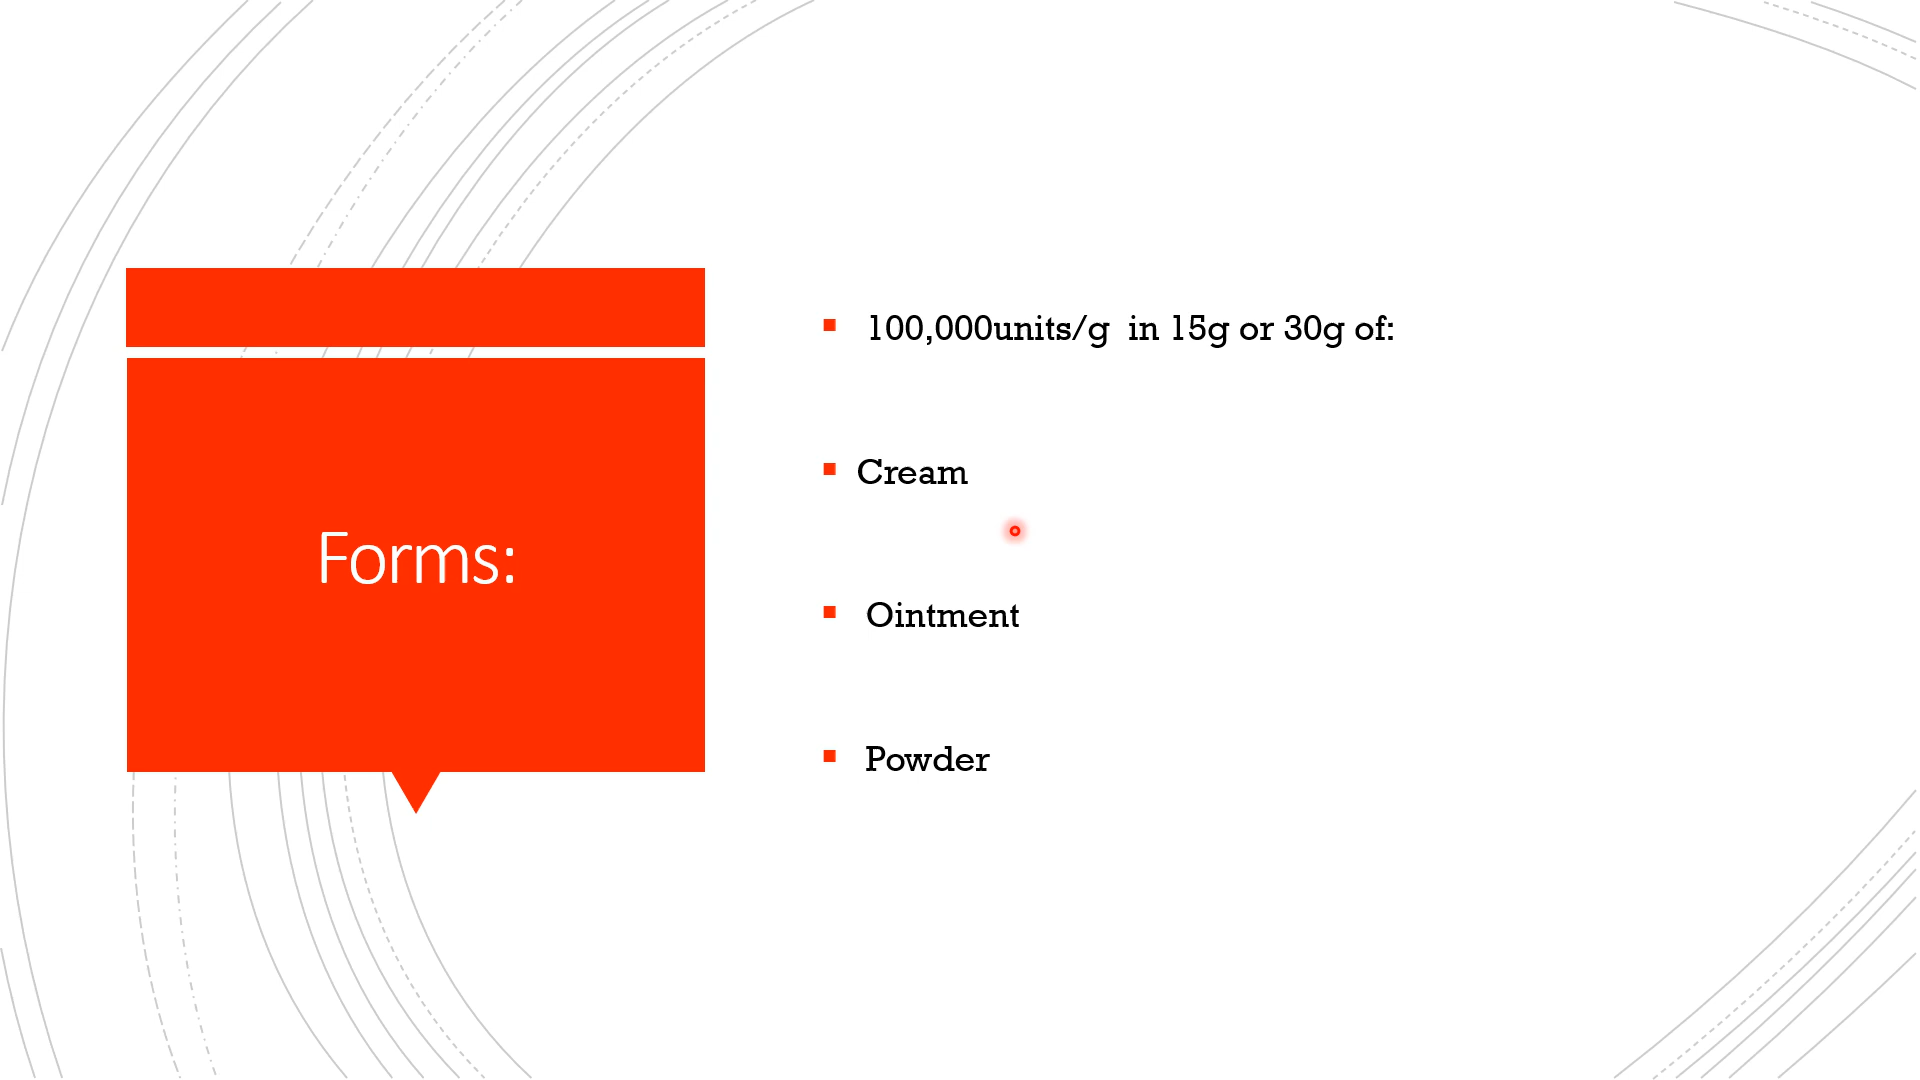 Forms:
100,000units/g in 15g or 30g of:
Cream
Ointment
Powder